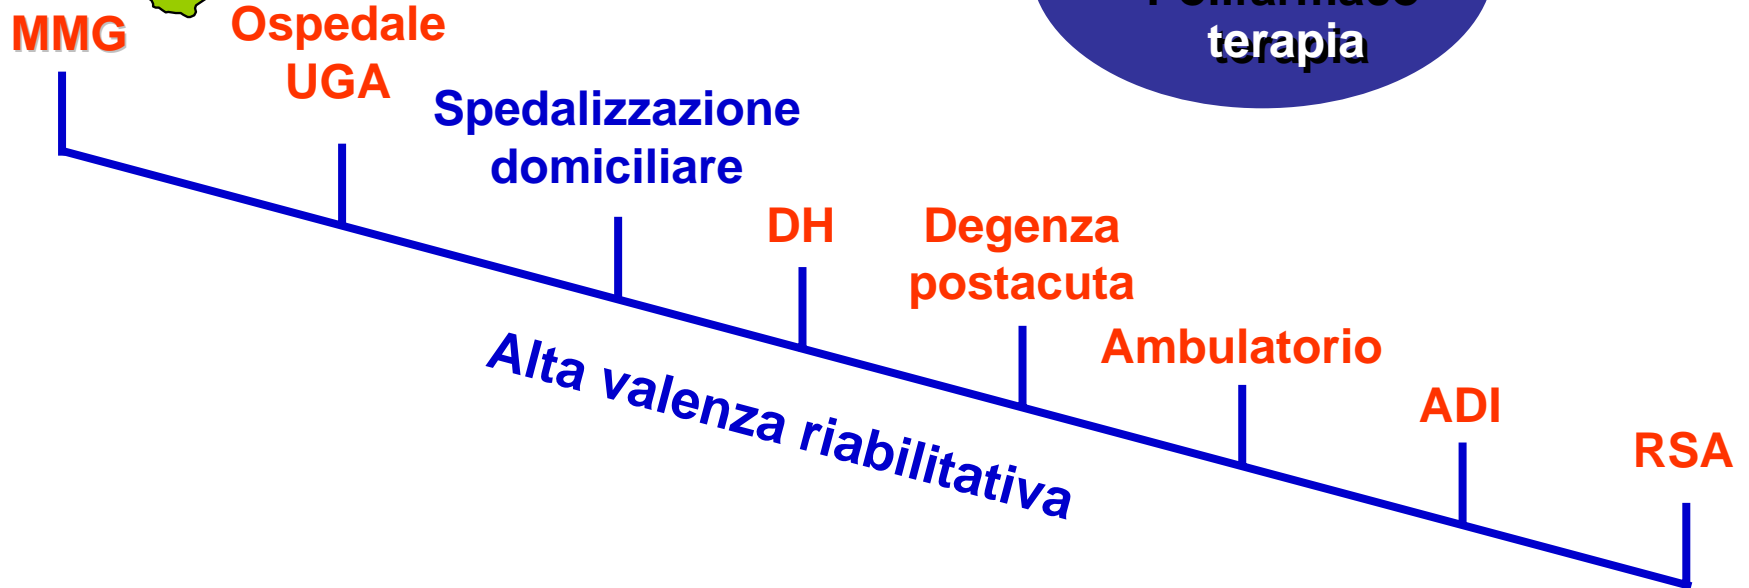 MMG
Ospedale
UGA
terapia
Spedalizzazione
domiciliare
DH
Degenza
postacuta
Ambulatorio
ADI
RSA
Alta valenza riabilitativa